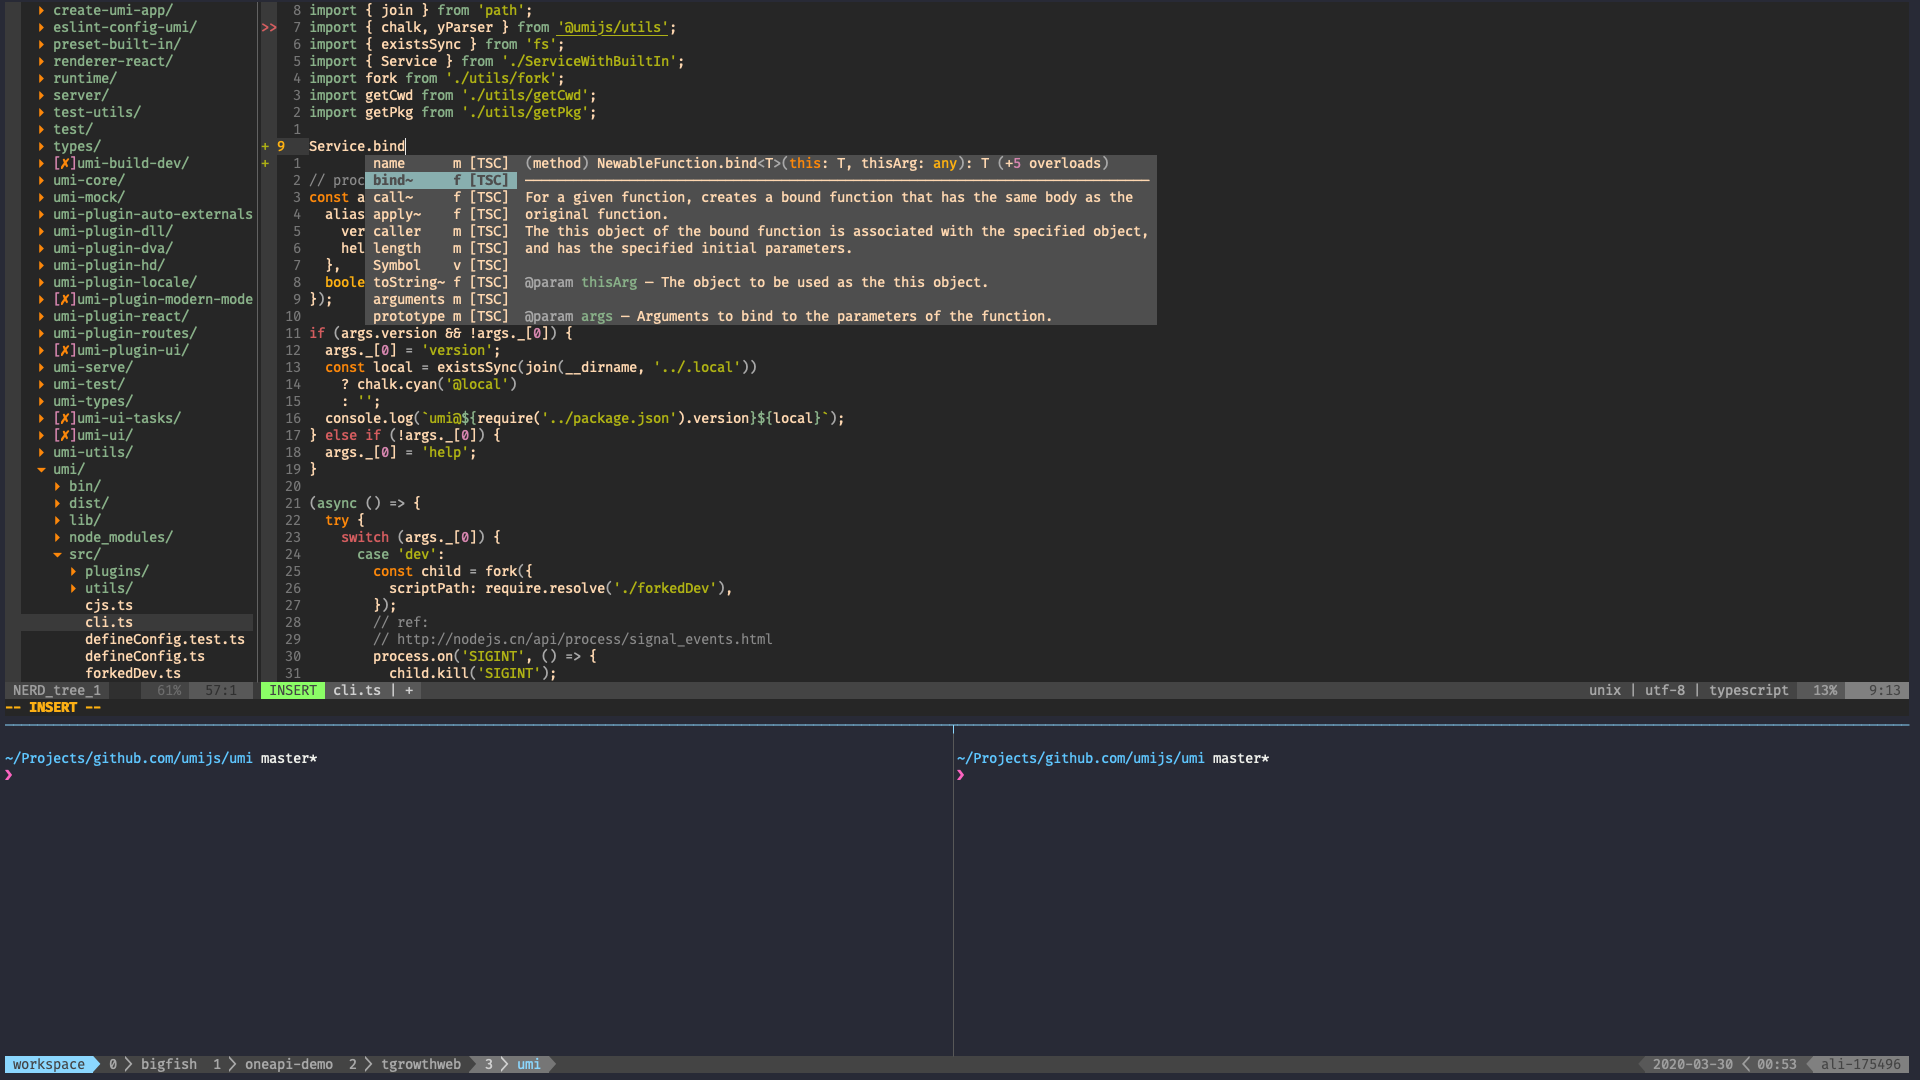 create-umi-app/
eslint-config-umi/
preset-built-in/
renderer-react/
runtime/
server/
test-utils/
test/
types/
[✗]umi-build-dev/
umi-core/
umi-mock/
umi-plugin-auto-externals
umi-plugin-dll/
umi-plugin-dva/
umi-plugin-hd/
umi-plugin-locale/
[✗]umi-plugin-modern-mode
umi-plugin-react/
umi-plugin-routes/
[✗]umi-plugin-ui/
umi-serve/
umi-test/
umi-types/
[✗]umi-ui-tasks/
[✗]umi-ui/
umi-utils/
umi/
bin/
dist/
lib/
node_modules/
src/
plugins/
utils/
cjs.ts
cli.ts
defineConfig.test.ts
defineConfig.ts
forkedDev.ts
NERD_tree_1 61% 57:1
8 import { join } from 'path';
>> 7 import { chalk, yParser } from '@umijs/utils';
6 import { existsSync } from 'fs';
5 import { Service } from './ServiceWithBuiltIn';
4 import fork from './utils/fork';
3 import getCwd from './utils/getCwd';
2 import getPkg from './utils/getPkg';
1
+ 9 Service.bind
+ 1
2 // proc
3 const a
4 alias
5 ver
6 hel
7 },
8 boole
9 });
10
name m [TSC]
bind~ f [TSC]
call~ f [TSC]
apply~ f [TSC]
caller m [TSC]
length m [TSC]
Symbol v [TSC]
toString~ f [TSC]
arguments m [TSC]
prototype m [TSC]
(method) NewableFunction.bind<T>(this: T, thisArg: any): T (+5 overloads)
For a given function, creates a bound function that has the same body as the
original function.
The this object of the bound function is associated with the specified object,
and has the specified initial parameters.
@param thisArg — The object to be used as the this object.
@param args — Arguments to bind to the parameters of the function.
11 if (args.version && !args._[0]) {
12 args._[0] = 'version';
13 const local = existsSync(join(__dirname, '../.local'))
14 ? chalk.cyan('@local')
15 : '';
16 console.log(`umi@${require('../package.json').version}${local}`);
17 } else if (!args._[0]) {
18 args._[0] = 'help';
19 }
20
21 (async () => {
22 try {
23 switch (args._[0]) {
24 case 'dev':
25 const child = fork({
26 scriptPath: require.resolve('./forkedDev'),
27 });
28 // ref:
29 // http://nodejs.cn/api/process/signal_events.html
30 process.on('SIGINT', () => {
31 child.kill('SIGINT');
INSERT cli.ts | + unix | utf-8 | typescript 13% 9:13
-- INSERT --
~/Projects/github.com/umijs/umi master*
❯
~/Projects/github.com/umijs/umi master*
❯
workspace 0 bigfish 1 oneapi-demo 2 tgrowthweb 3 umi 2020-03-30 00:53 ali-175496